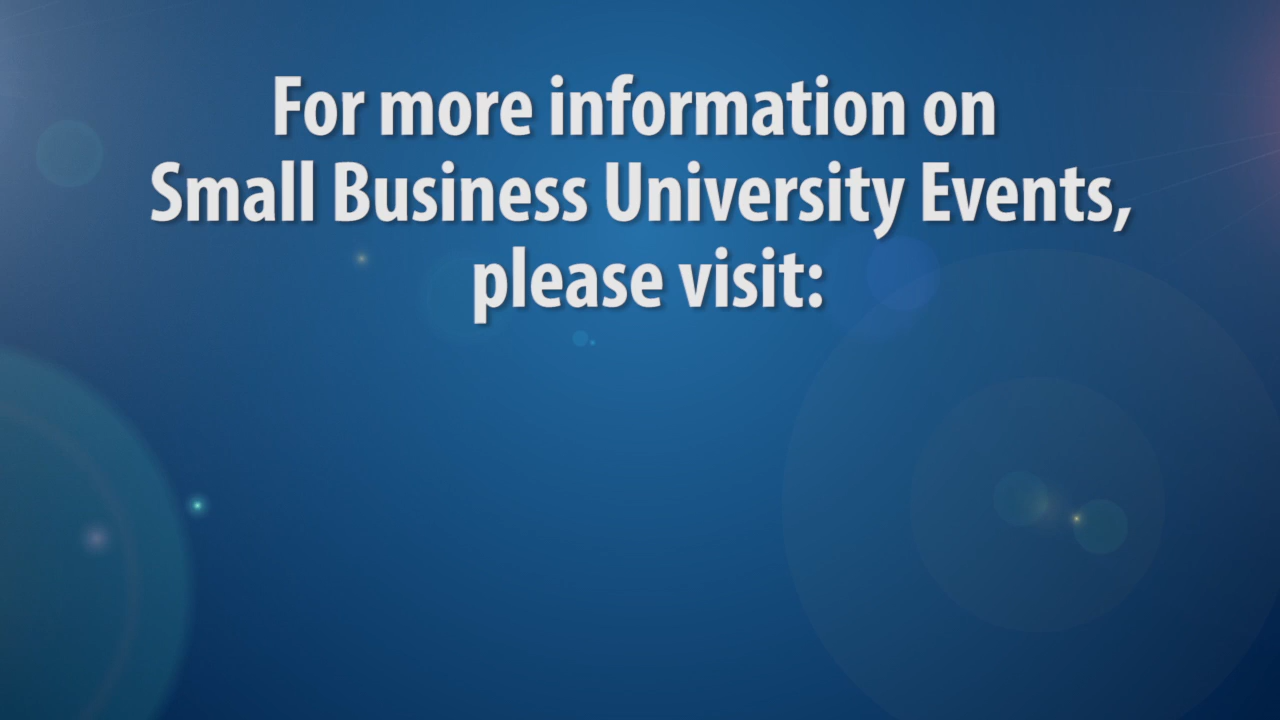 For more information on
Small Business University Events,
please visit: